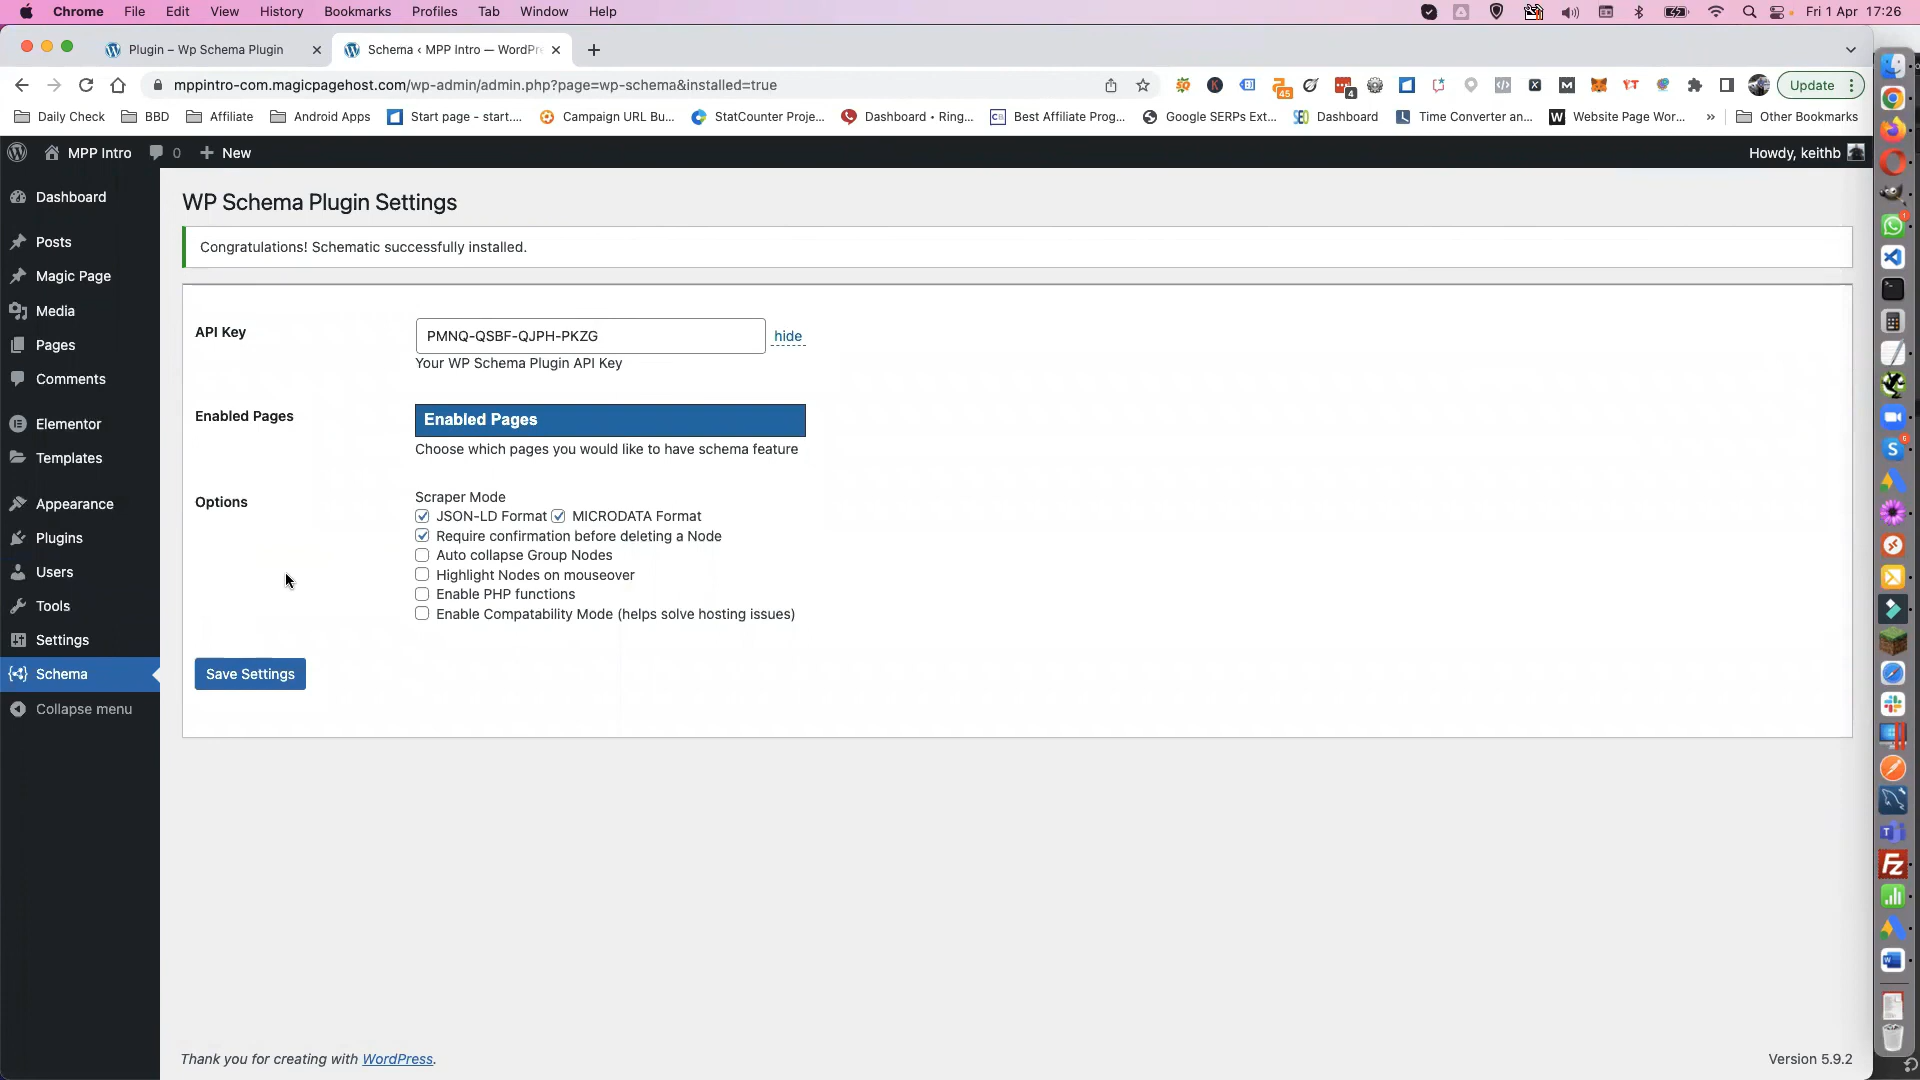 Chrome File Edit View History Bookmarks Profiles Tab Window Help Fri 1 Apr 17:26
Plugin – Wp Schema Plugin Schema ‹ MPP Intro — WordPr
mppintro-com.magicpagehost.com/wp-admin/admin.php?page=wp-schema&installed=true 45 4 Update
Daily Check BBD Affiliate Android Apps Start page - start.... Campaign URL Bu... StatCounter Proje... Dashboard • Ring... Best Affiliate Prog... Google SERPs Ext... Dashboard Time Converter an... Website Page Wor... » Other Bookmarks
MPP Intro 0 New Howdy, keithb
Dashboard
Posts
Magic Page
Media
Pages
Comments
Elementor
Templates
Appearance
Plugins
Users
Tools
Settings
Schema
Collapse menu
WP Schema Plugin Settings
Congratulations! Schematic successfully installed.
API Key PMNQ-QSBF-QJPH-PKZG hide
Your WP Schema Plugin API Key
Enabled Pages Enabled Pages
Choose which pages you would like to have schema feature
Options Scraper Mode
JSON-LD Format MICRODATA Format
Require confirmation before deleting a Node
Auto collapse Group Nodes
Highlight Nodes on mouseover
Enable PHP functions
Enable Compatability Mode (helps solve hosting issues)
Save Settings
Thank you for creating with WordPress. Version 5.9.2